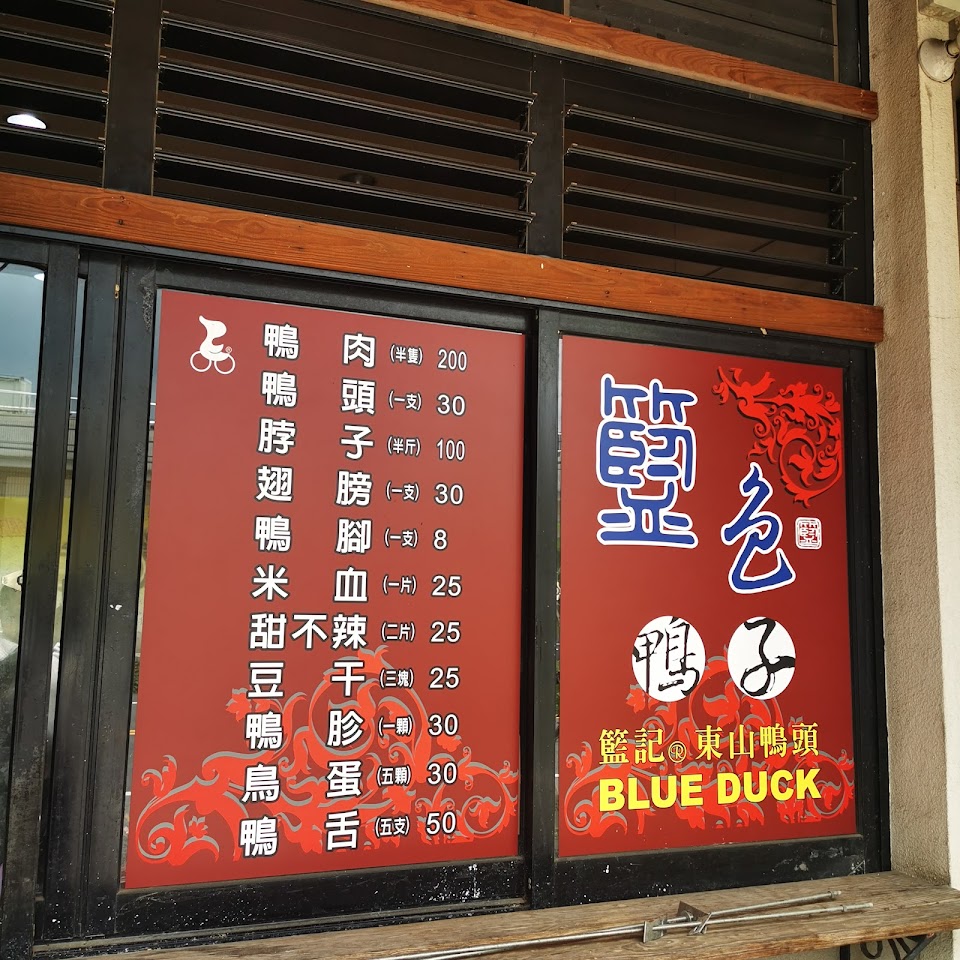 鴨肉(半隻) 200
鴨頭(一支) 30
脖子(半斤) 100
翅膀(一支) 30
鴨腳(一支) 8
米血(一片) 25
甜不辣(二片) 25
豆干(三塊) 25
鴨胗(一顆) 30
鳥蛋(五顆) 30
鴨舌(五支) 50
籃色
鴨子
籃記®東山鴨頭
BLUE DUCK